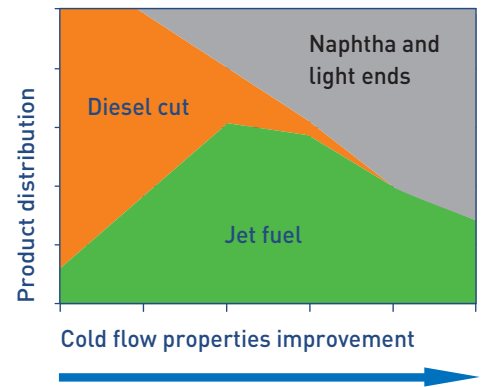 Naphtha and
light ends
Diesel cut
Jet fuel
Product distribution
Cold flow properties improvement